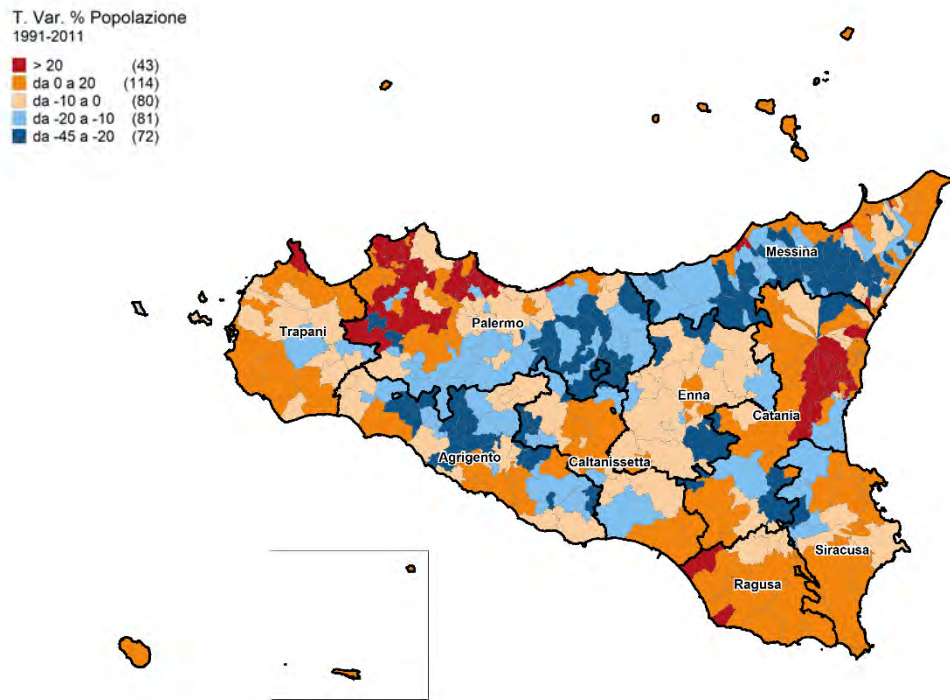 T. Var. % Popolazione
1991-2011
> 20 (43)
da 0 a 20 (114)
da -10 a 0 (80)
da -20 a -10 (81)
da -45 a -20 (72)
Messina
Trapani
Palermo
Enna
Catania
Agrigento
Caltanissetta
Siracusa
Ragusa